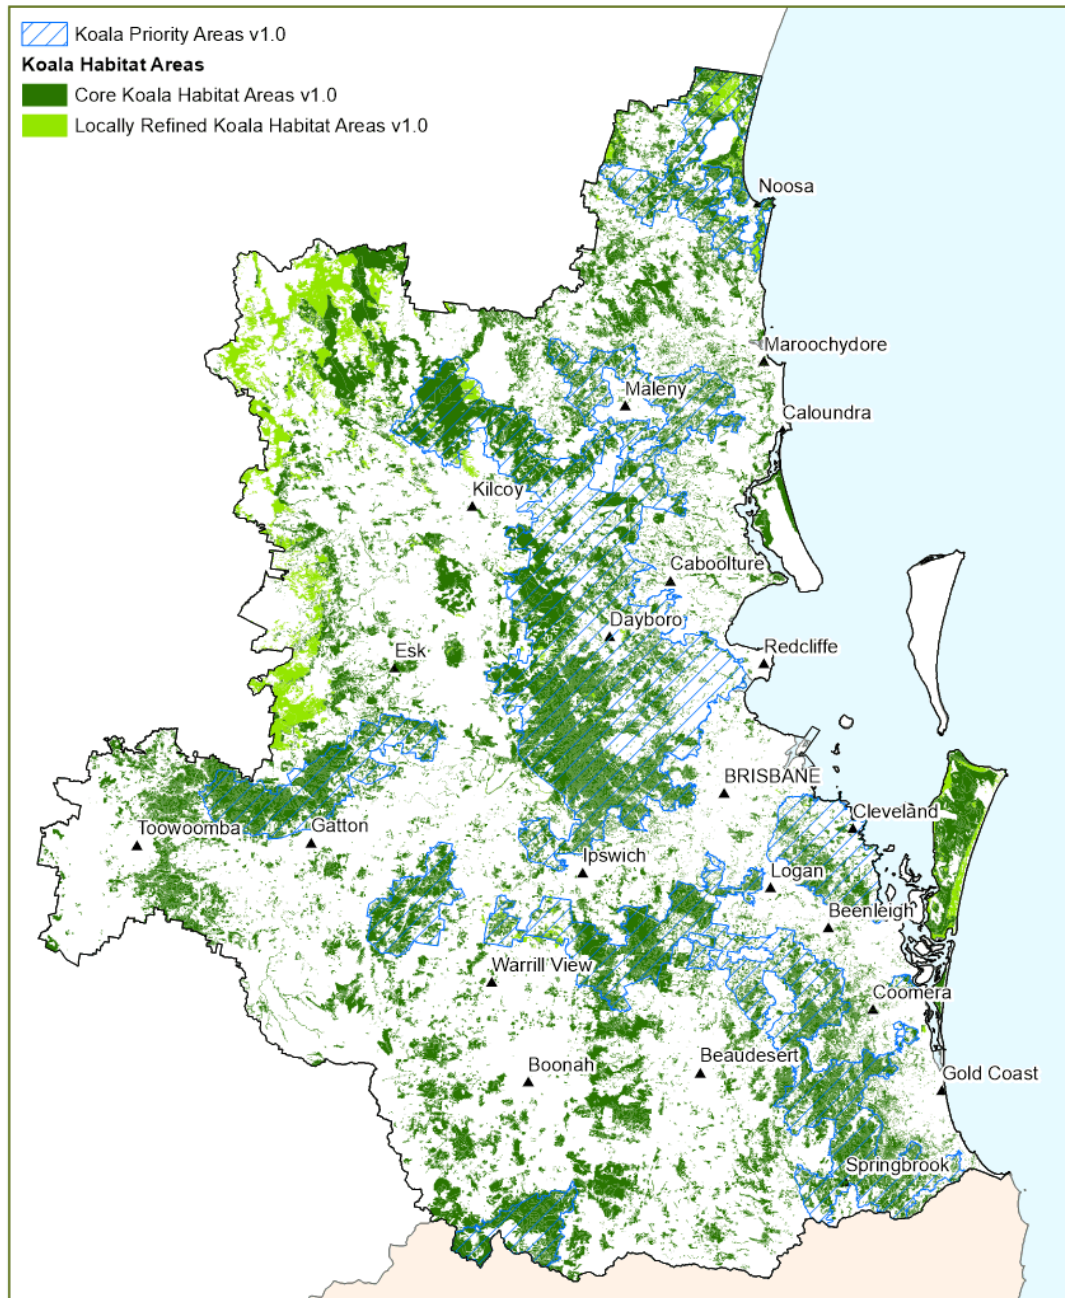 Koala Priority Areas v1.0
Koala Habitat Areas
Core Koala Habitat Areas v1.0
Locally Refined Koala Habitat Areas v1.0
Noosa
Maroochydore
Maleny
Caloundra
Kilcoy
Caboolture
Dayboro
Esk
Redcliffe
BRISBANE
Cleveland
Toowoomba
Gatton
Ipswich
Logan
Beenleigh
Warrill View
Coomera
Boonah
Beaudesert
Gold Coast
Springbrook